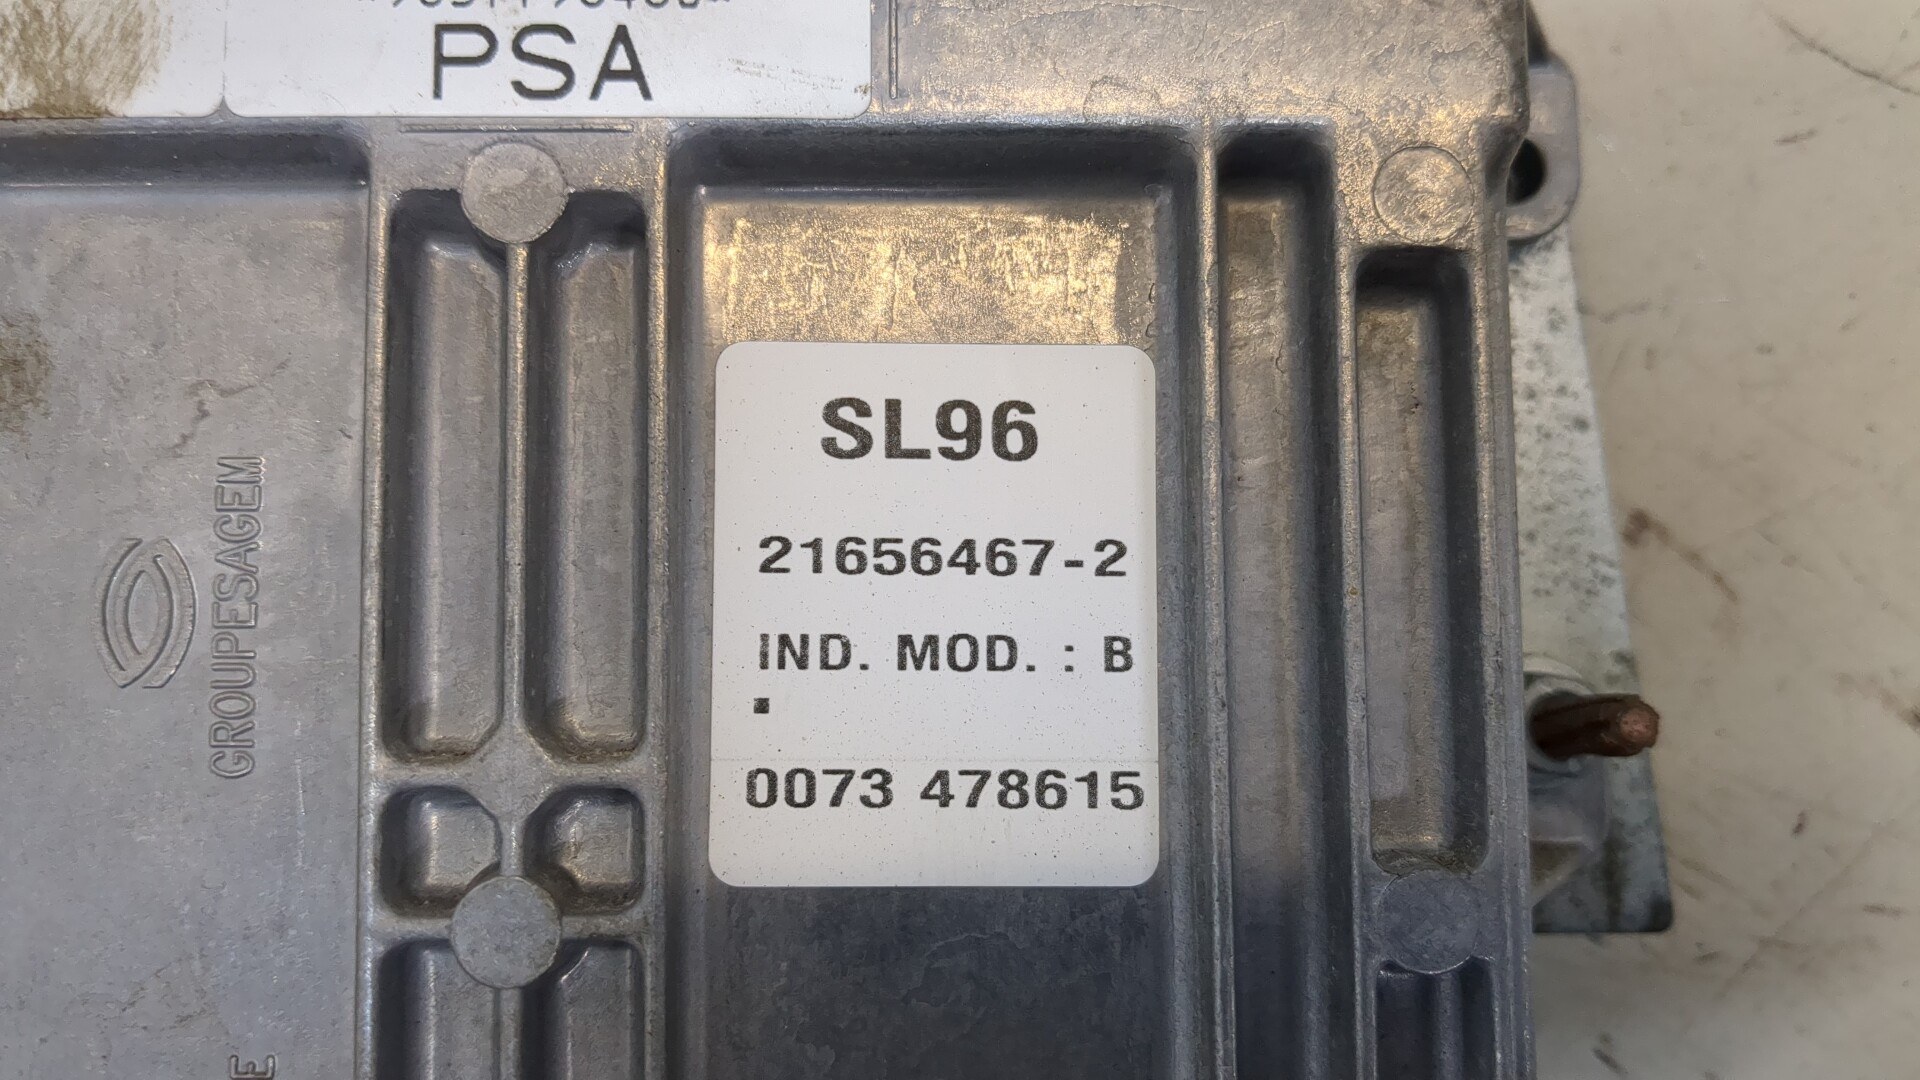 PSA
SL96
21656467-2
IND. MOD. : B
0073 478615
GROUPESAGEM